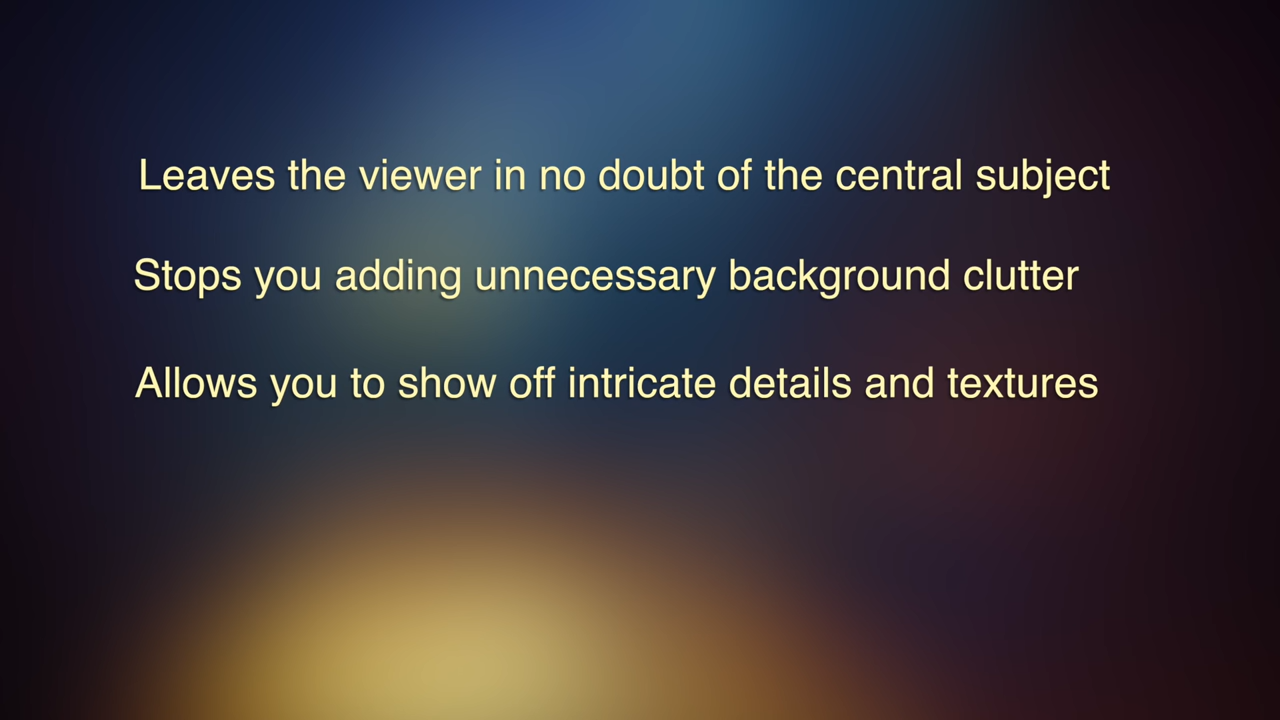 Leaves the viewer in no doubt of the central subject
Stops you adding unnecessary background clutter
Allows you to show off intricate details and textures